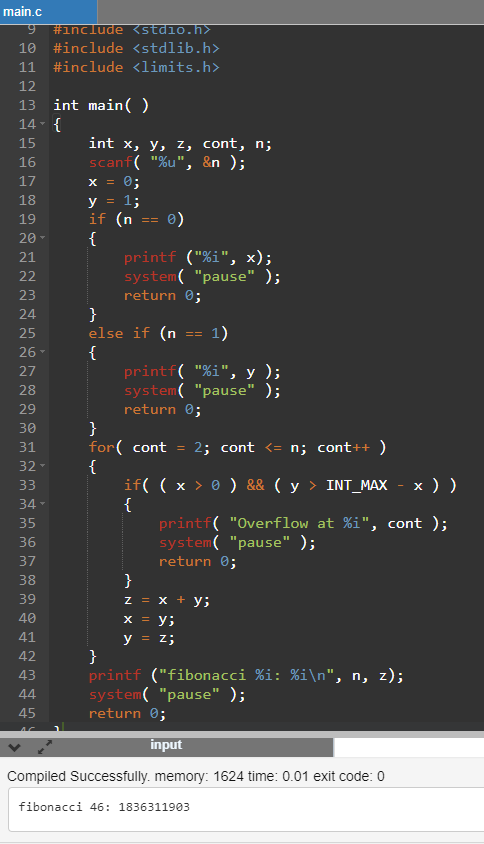 main.c
9 #include <stdio.h>
10 #include <stdlib.h>
11 #include <limits.h>
12
13 int main( )
14 {
15     int x, y, z, cont, n;
16     scanf( "%u", &n );
17     x = 0;
18     y = 1;
19     if (n == 0)
20     {
21         printf ("%i", x);
22         system( "pause" );
23         return 0;
24     }
25     else if (n == 1)
26     {
27         printf( "%i", y );
28         system( "pause" );
29         return 0;
30     }
31     for( cont = 2; cont <= n; cont++ )
32     {
33         if( ( x > 0 ) && ( y > INT_MAX - x ) )
34         {
35             printf( "Overflow at %i", cont );
36             system( "pause" );
37             return 0;
38         }
39         z = x + y;
40         x = y;
41         y = z;
42     }
43     printf ("fibonacci %i: %i\n", n, z);
44     system( "pause" );
45     return 0;
46 }
input
Compiled Successfully. memory: 1624 time: 0.01 exit code: 0
fibonacci 46: 1836311903